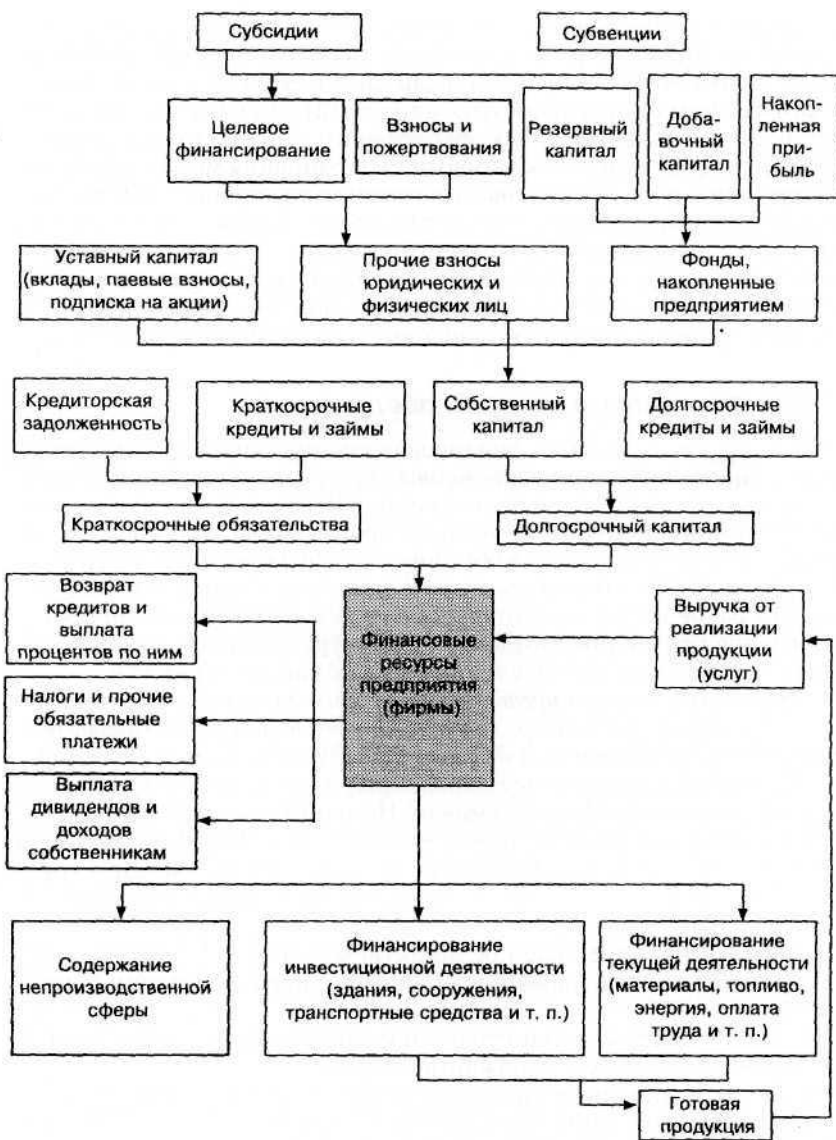 Субсидии
Субвенции
Целевое
финансирование
Взносы и
пожертвования
Резервный
капитал
Доба-
вочный
капитал
Накоп-
ленная
при-
быль
Уставный капитал
(вклады, паевые взносы,
подписка на акции)
Прочие взносы
юридических и
физических лиц
Фонды,
накопленные
предприятием
Кредиторская
задолженность
Краткосрочные
кредиты и займы
Собственный
капитал
Долгосрочные
кредиты и займы
Краткосрочные обязательства
Долгосрочный капитал
Возврат
кредитов и
выплата
процентов по ним
Финансовые
ресурсы
предприятия
(фирмы)
Выручка от
реализации
продукции
(услуг)
Налоги и прочие
обязательные
платежи
Выплата
дивидендов и
доходов
собственникам
Содержание
непроизводственной
сферы
Финансирование
инвестиционной деятельности
(здания, сооружения,
транспортные средства и т. п.)
Финансирование
текущей деятельности
(материалы, топливо,
энергия, оплата
труда и т. п.)
Готовая
продукция